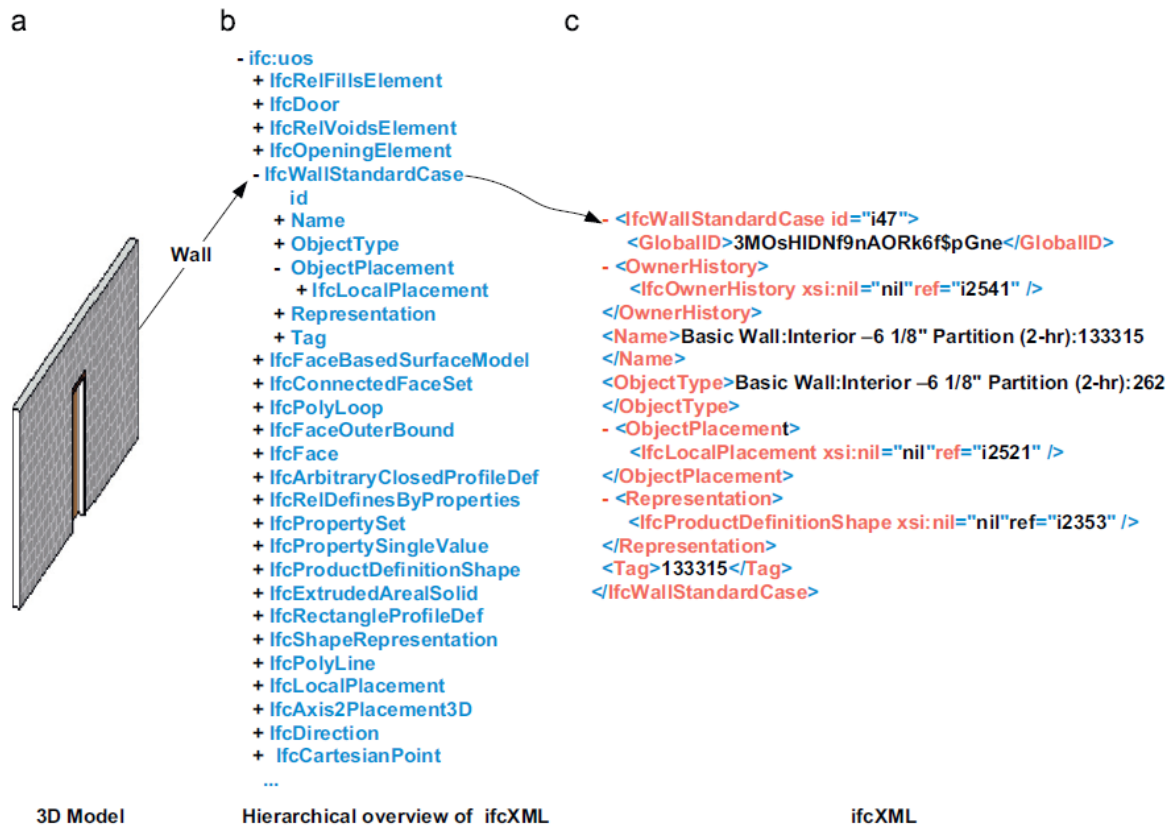 a
b
c
- ifc:uos
+ IfcRelFillsElement
+ IfcDoor
+ IfcRelVoidsElement
+ IfcOpeningElement
- IfcWallStandardCase
id
+ Name
+ ObjectType
- ObjectPlacement
+ IfcLocalPlacement
+ Representation
+ Tag
+ IfcFaceBasedSurfaceModel
+ IfcConnectedFaceSet
+ IfcPolyLoop
+ IfcFaceOuterBound
+ IfcFace
+ IfcArbitraryClosedProfileDef
+ IfcRelDefinesByProperties
+ IfcPropertySet
+ IfcPropertySingleValue
+ IfcProductDefinitionShape
+ IfcExtrudedArealSolid
+ IfcRectangleProfileDef
+ IfcShapeRepresentation
+ IfcPolyLine
+ IfcLocalPlacement
+ IfcAxis2Placement3D
+ IfcDirection
+ IfcCartesianPoint
...
Wall
- <IfcWallStandardCase id="i47">
<GlobalID>3MOsHIDNf9nAORk6f$pGne</GlobalID>
- <OwnerHistory>
<IfcOwnerHistory xsi:nil="nil"ref="i2541" />
</OwnerHistory>
<Name>Basic Wall:Interior –6 1/8" Partition (2-hr):133315
</Name>
<ObjectType>Basic Wall:Interior –6 1/8" Partition (2-hr):262
</ObjectType>
- <ObjectPlacement>
<IfcLocalPlacement xsi:nil="nil"ref="i2521" />
</ObjectPlacement>
- <Representation>
<IfcProductDefinitionShape xsi:nil="nil"ref="i2353" />
</Representation>
<Tag>133315</Tag>
</IfcWallStandardCase>
3D Model
Hierarchical overview of ifcXML
ifcXML